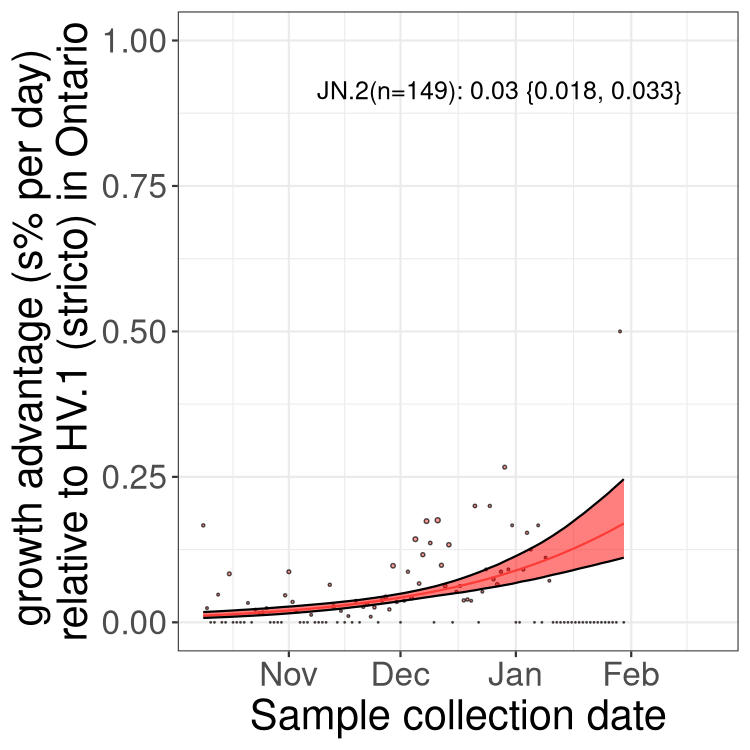 growth advantage (s% per day)
relative to HV.1 (stricto) in Ontario
1.00
0.75
0.50
0.25
0.00
JN.2(n=149): 0.03 {0.018, 0.033}
Nov Dec Jan Feb
Sample collection date